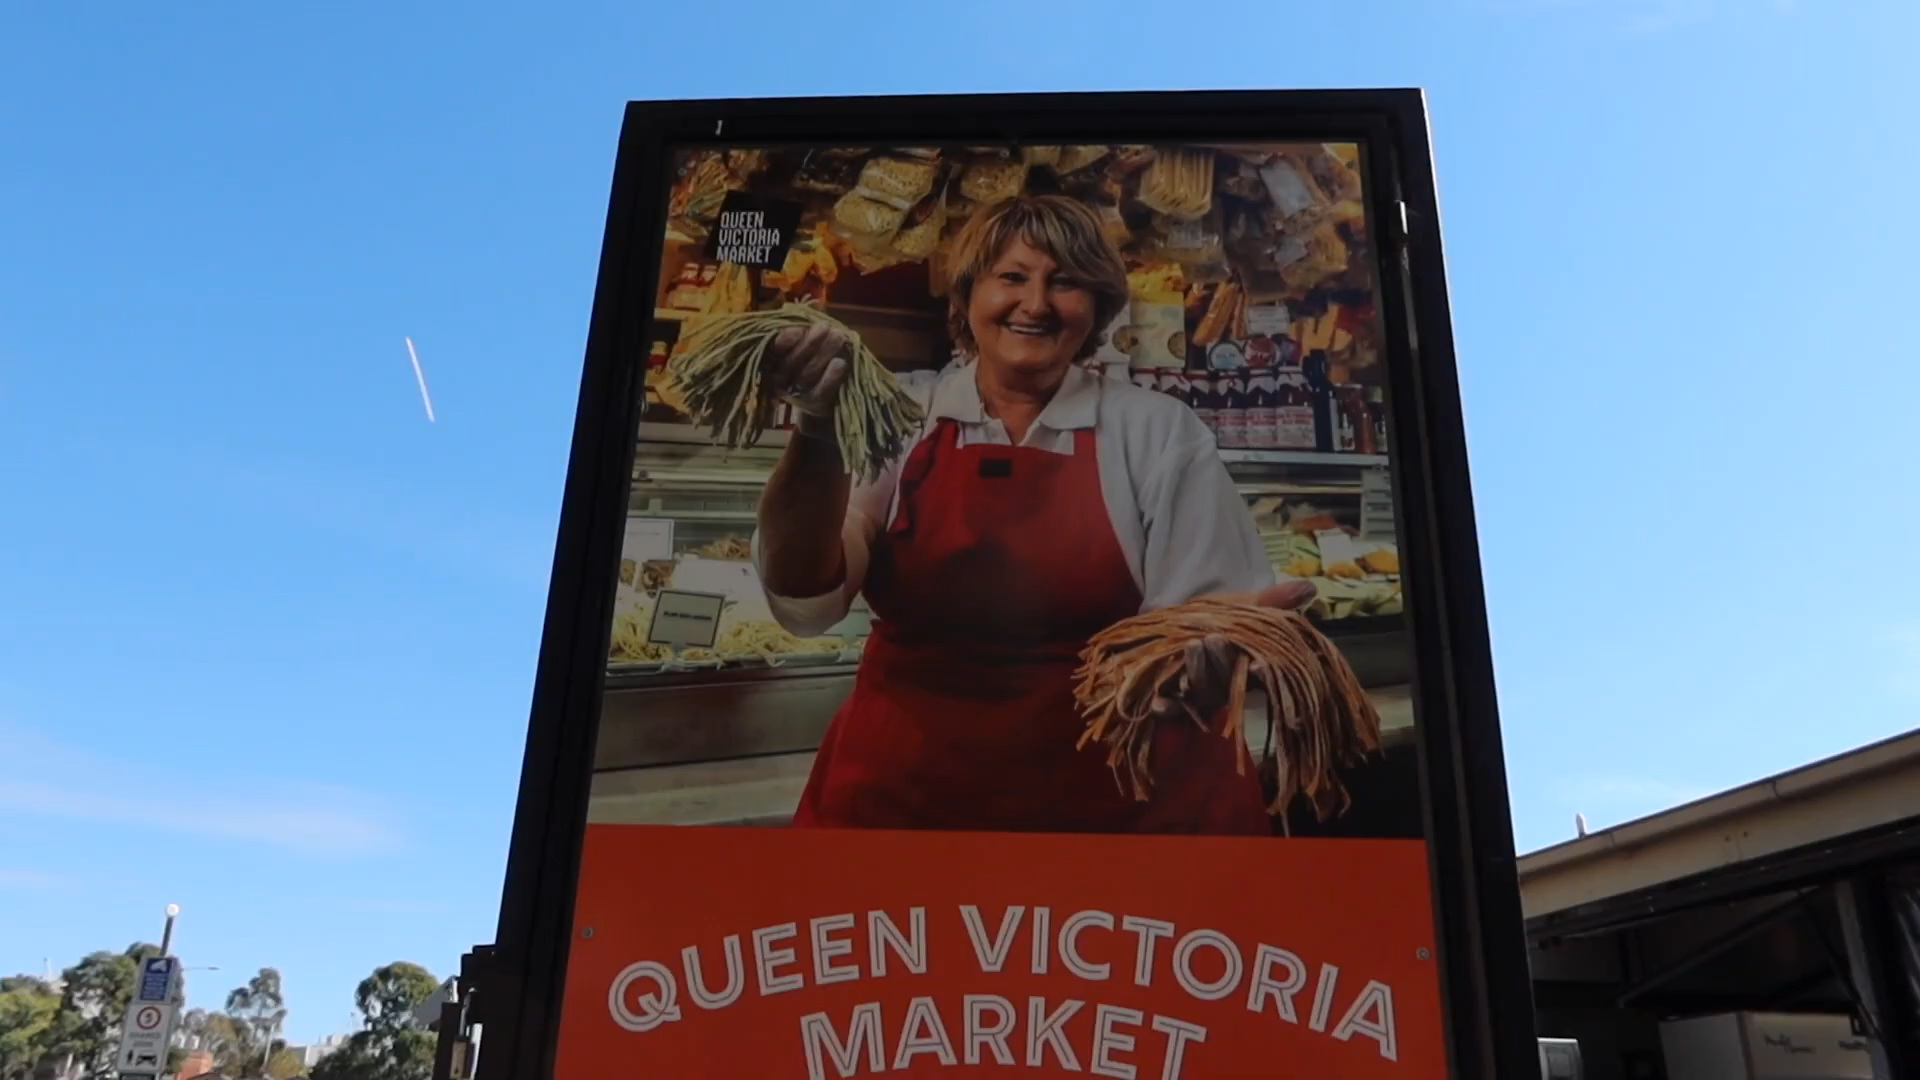 QUEEN
VICTORIA
MARKET
QUEEN VICTORIA
MARKET